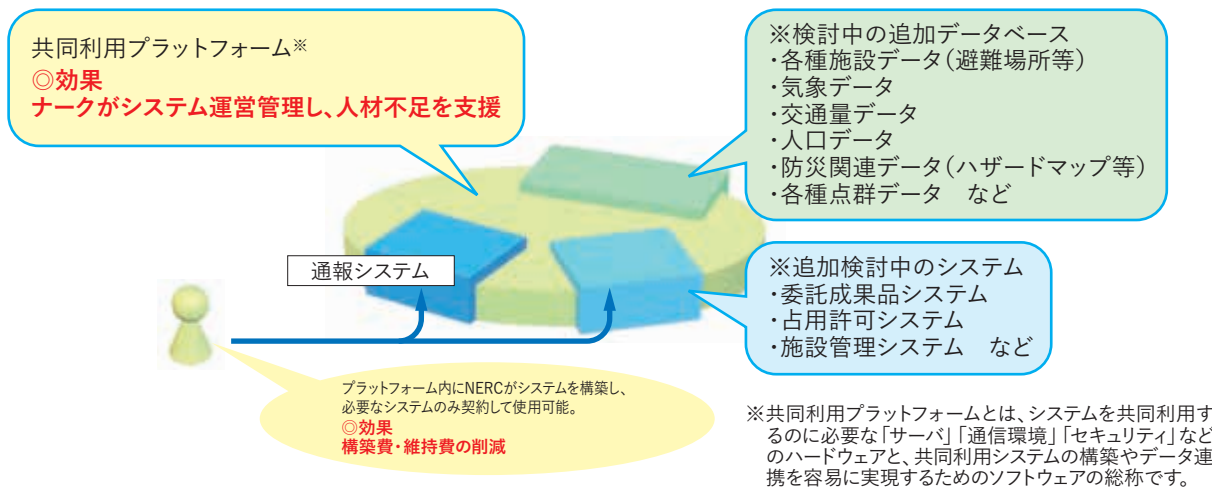 共同利用プラットフォーム※
◎効果
ナークがシステム運営管理し、人材不足を支援
※検討中の追加データベース
・各種施設データ(避難場所等)
・気象データ
・交通量データ
・人口データ
・防災関連データ(ハザードマップ等)
・各種点群データ　など
通報システム
※追加検討中のシステム
・委託成果品システム
・占用許可システム
・施設管理システム　など
プラットフォーム内にNERCがシステムを構築し、
必要なシステムのみ契約して使用可能。
◎効果
構築費・維持費の削減
※共同利用プラットフォームとは、システムを共同利用す
るのに必要な「サーバ」「通信環境」「セキュリティ」など
のハードウェアと、共同利用システムの構築やデータ連
携を容易に実現するためのソフトウェアの総称です。